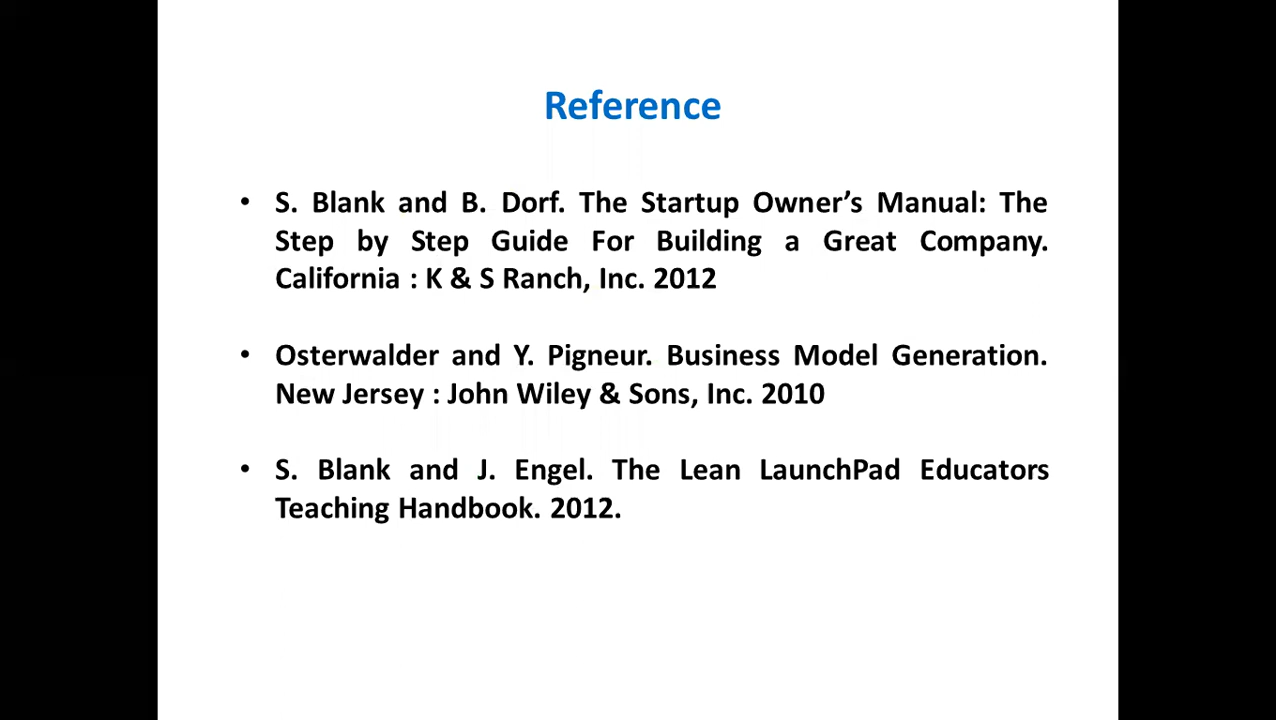 Reference
• S. Blank and B. Dorf. The Startup Owner’s Manual: The
Step by Step Guide For Building a Great Company.
California : K & S Ranch, Inc. 2012
• Osterwalder and Y. Pigneur. Business Model Generation.
New Jersey : John Wiley & Sons, Inc. 2010
• S. Blank and J. Engel. The Lean LaunchPad Educators
Teaching Handbook. 2012.